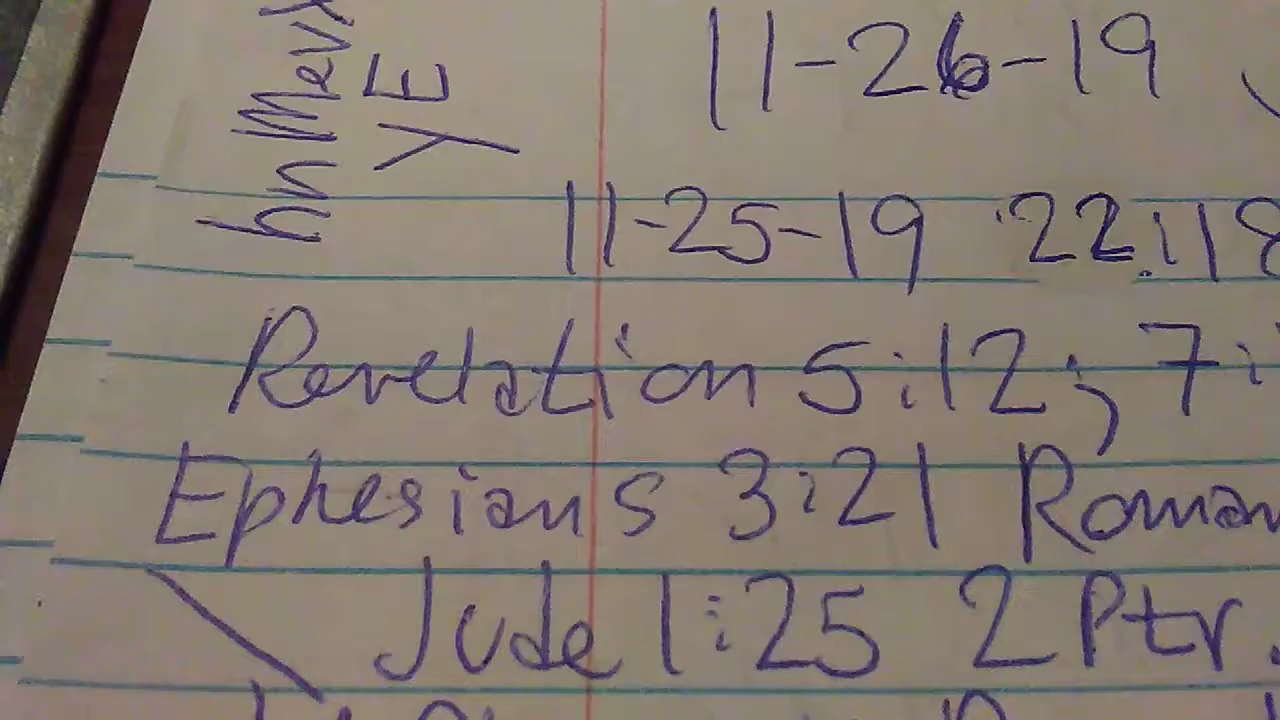 11-26-19
11-25-19 22:18
Revelation 5:12; 7:
Ephesians 3:21 Roman
Jude 1:25 2 Ptr.
YE